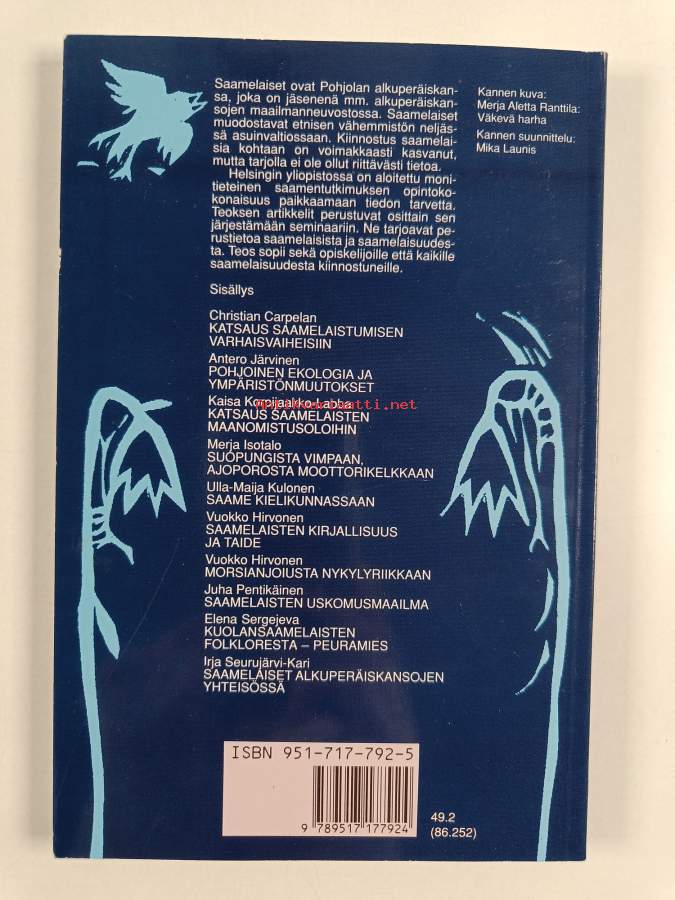 Saamelaiset ovat Pohjolan alkuperäiskan-
sa, joka on jäsenenä mm. alkuperäiskan-
sojen maailmanneuvostossa. Saamelaiset
muodostavat etnisen vähemmistön neljäs-
sä asuinvaltiossaan. Kiinnostus saamelai-
sia kohtaan on voimakkaasti kasvanut,
mutta tarjolla ei ole ollut riittävästi tietoa.
Helsingin yliopistossa on aloitettu moni-
tieteinen saamentutkimuksen opintoko-
konaisuus paikkaamaan tiedon tarvetta.
Teoksen artikkelit perustuvat osittain sen
järjestämään seminaariin. Ne tarjoavat pe-
rustietoa saamelaisista ja saamelaisuudes-
ta. Teos sopii sekä opiskelijoille että kaikille
saamelaisuudesta kiinnostuneille.
Kannen kuva:
Merja Aletta Ranttila:
Väkevä harha
Kannen suunnittelu:
Mika Launis
Sisällys
Christian Carpelan
KATSAUS SAAMELAISTUMISEN
VARHAISVAIHEISIIN
Antero Järvinen
POHJOINEN EKOLOGIA JA
YMPÄRISTÖNMUUTOKSET
Kaisa Korpijaakko-Labba
antikvariaatti.net
KATSAUS SAAMELAISTEN
MAANOMISTUSOLOIHIN
Merja Isotalo
SUOPUNGISTA VIMPAAN,
AJOPOROSTA MOOTTORIKELKKAAN
Ulla-Maija Kulonen
SAAME KIELIKUNNASSAAN
Vuokko Hirvonen
SAAMELAISTEN KIRJALLISUUS
JA TAIDE
Vuokko Hirvonen
MORSIANJOIUSTA NYKYLYRIIKKAAN
Juha Pentikäinen
SAAMELAISTEN USKOMUSMAAILMA
Elena Sergejeva
KUOLANSAAMELAISTEN
FOLKLORESTA – PEURAMIES
Irja Seurujärvi-Kari
SAAMELAISET ALKUPERÄISKANSOJEN
YHTEISÖSSÄ
ISBN 951-717-792-5
9 789517 177924
49.2
(86.252)